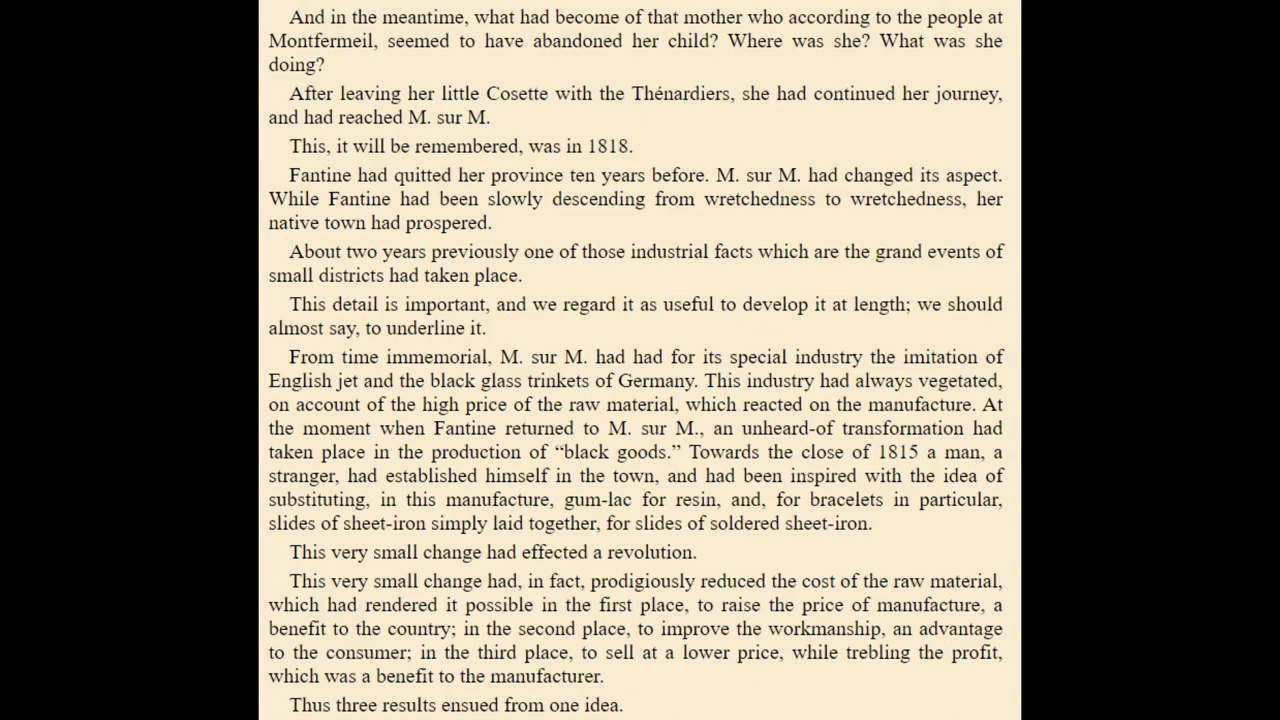 And in the meantime, what had become of that mother who according to the people at
Montfermeil, seemed to have abandoned her child? Where was she? What was she
doing?
After leaving her little Cosette with the Thénardiers, she had continued her journey,
and had reached M. sur M.
This, it will be remembered, was in 1818.
Fantine had quitted her province ten years before. M. sur M. had changed its aspect.
While Fantine had been slowly descending from wretchedness to wretchedness, her
native town had prospered.
About two years previously one of those industrial facts which are the grand events of
small districts had taken place.
This detail is important, and we regard it as useful to develop it at length; we should
almost say, to underline it.
From time immemorial, M. sur M. had had for its special industry the imitation of
English jet and the black glass trinkets of Germany. This industry had always vegetated,
on account of the high price of the raw material, which reacted on the manufacture. At
the moment when Fantine returned to M. sur M., an unheard-of transformation had
taken place in the production of “black goods.” Towards the close of 1815 a man, a
stranger, had established himself in the town, and had been inspired with the idea of
substituting, in this manufacture, gum-lac for resin, and, for bracelets in particular,
slides of sheet-iron simply laid together, for slides of soldered sheet-iron.
This very small change had effected a revolution.
This very small change had, in fact, prodigiously reduced the cost of the raw material,
which had rendered it possible in the first place, to raise the price of manufacture, a
benefit to the country; in the second place, to improve the workmanship, an advantage
to the consumer; in the third place, to sell at a lower price, while trebling the profit,
which was a benefit to the manufacturer.
Thus three results ensued from one idea.